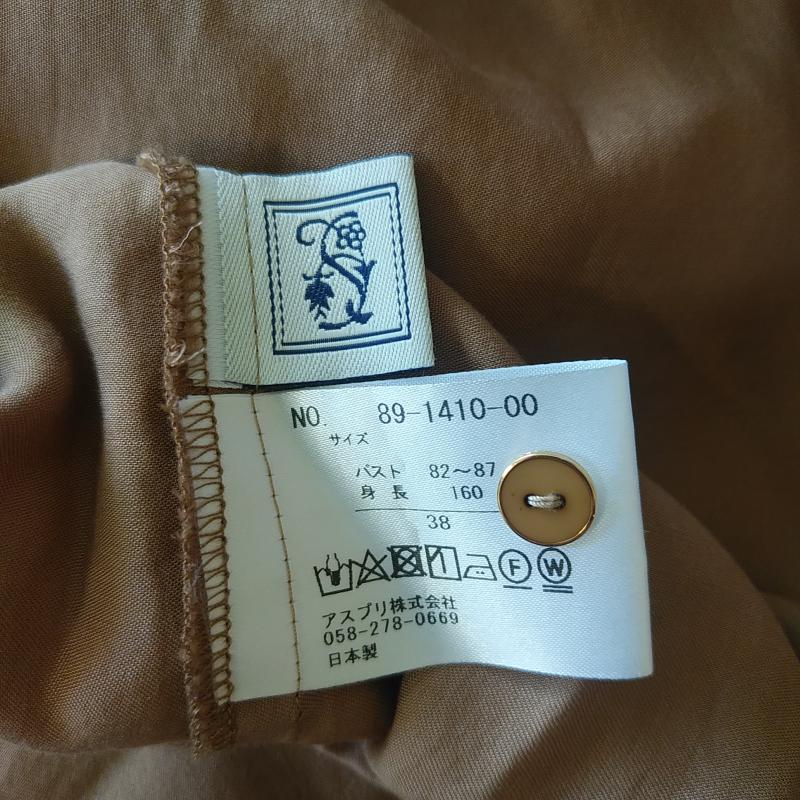 NO. 89-1410-00
サイズ
バスト 82〜87
身長 160
38
F W
アスプリ株式会社
058-278-0669
日本製